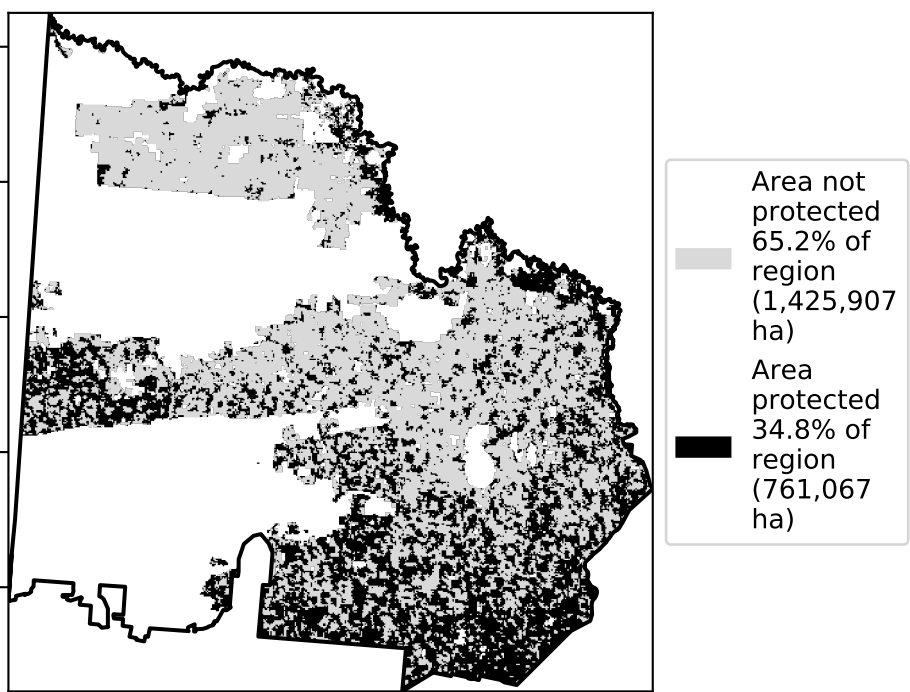 Area not
protected
65.2% of
region
(1,425,907
ha)
Area
protected
34.8% of
region
(761,067
ha)